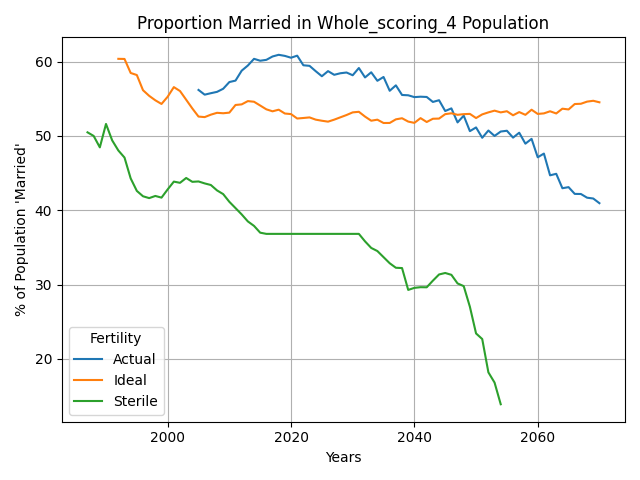 Proportion Married in Whole_scoring_4 Population
% of Population 'Married'
60
50
40
30
20
Fertility
Actual
Ideal
Sterile
2000 2020 2040 2060
Years